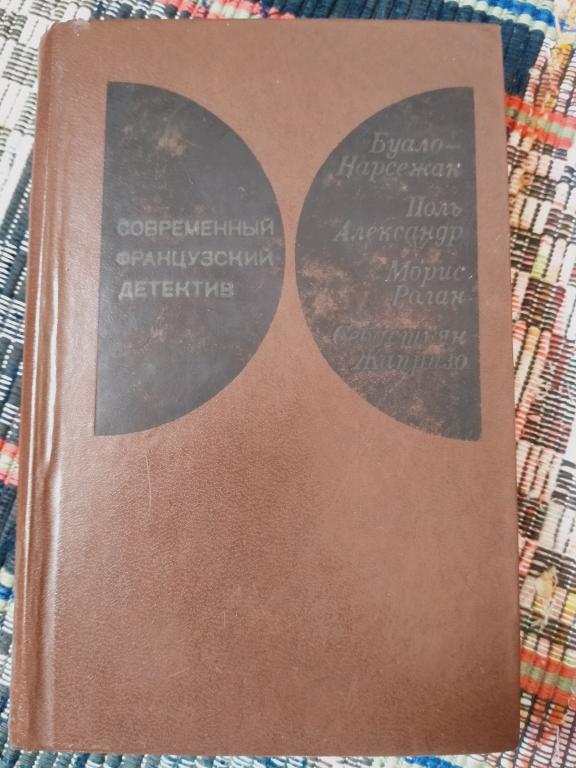 СОВРЕМЕННЫЙ
ФРАНЦУЗСКИЙ
ДЕТЕКТИВ
Буало–
Нарсежак
Поль
Александр
Морис
Ролан
Себастьян
Жапризо